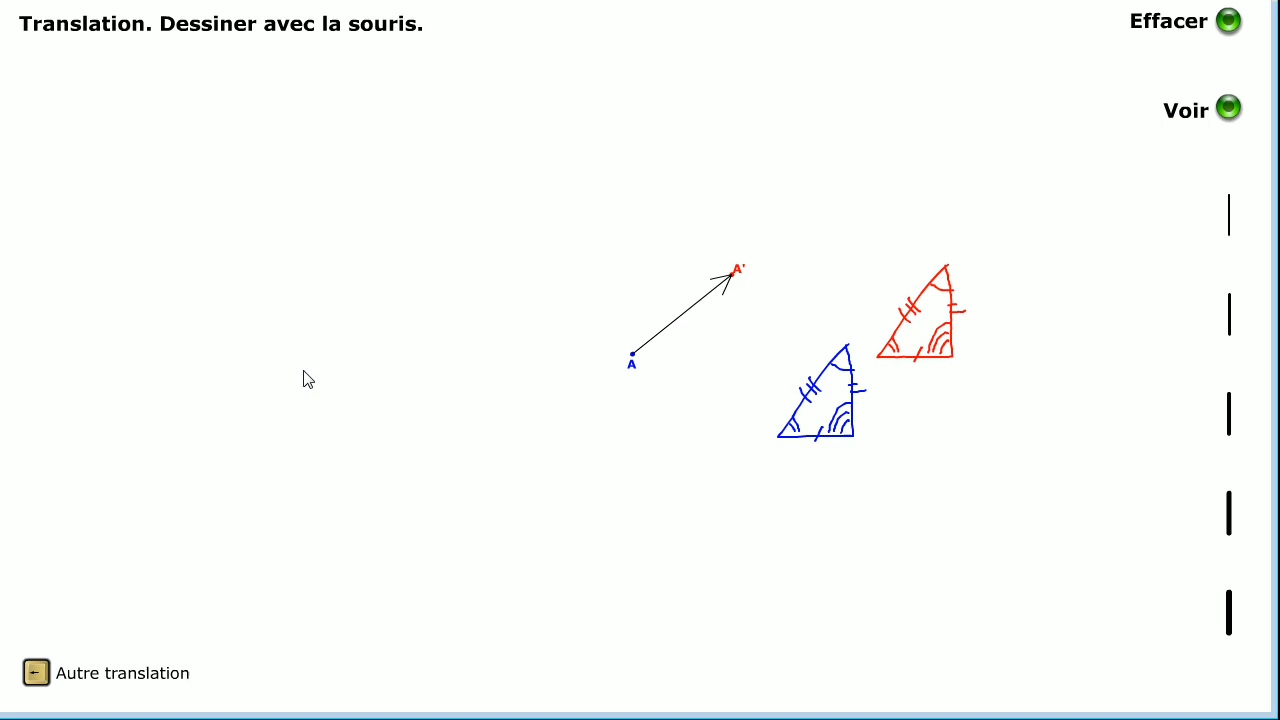 Translation. Dessiner avec la souris.
Effacer
Voir
A'
A
Autre translation